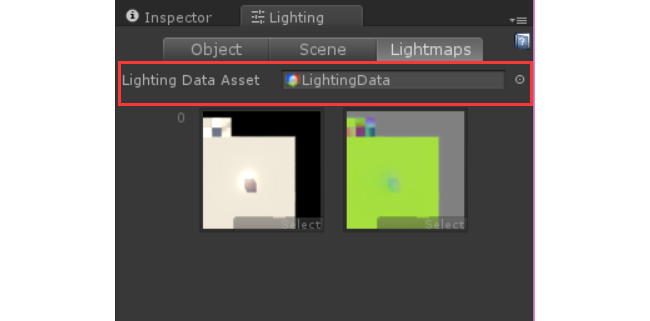 Inspector
Lighting
Object
Scene
Lightmaps
Lighting Data Asset
LightingData
0
Select
Select